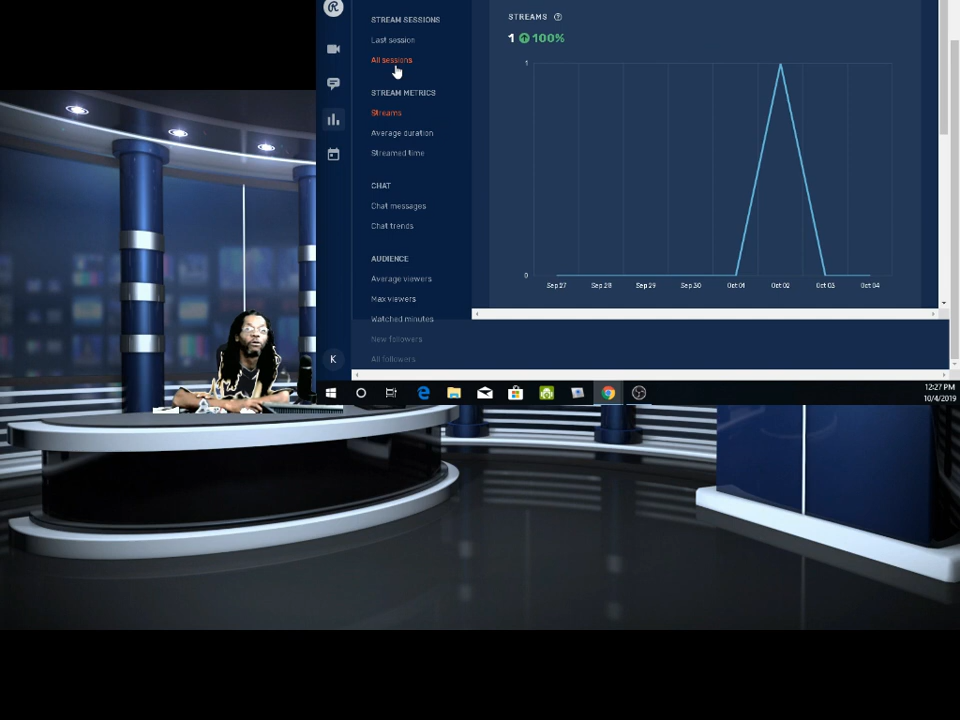 R
STREAM SESSIONS
Last session
All sessions
STREAM METRICS
Streams
Average duration
Streamed time
CHAT
Chat messages
Chat trends
AUDIENCE
Average viewers
Max viewers
Watched minutes
New followers
All followers
K
STREAMS ?
1 100%
1
0
Sep 27 Sep 28 Sep 29 Sep 30 Oct 01 Oct 02 Oct 03 Oct 04
12:27 PM
10/4/2019